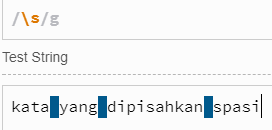 /\s/g
Test String
kata yang dipisahkan spasi